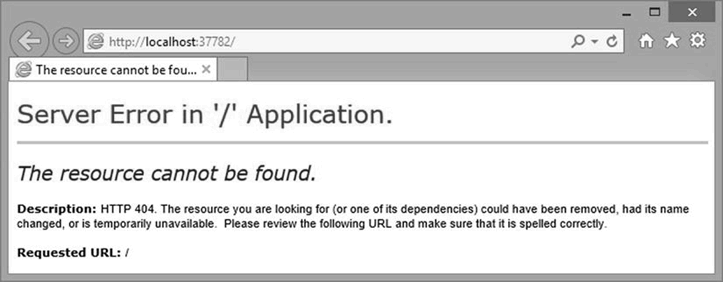 http://localhost:37782/
The resource cannot be fou...
Server Error in '/' Application.
The resource cannot be found.
Description: HTTP 404. The resource you are looking for (or one of its dependencies) could have been removed, had its name
changed, or is temporarily unavailable.  Please review the following URL and make sure that it is spelled correctly.
Requested URL: /